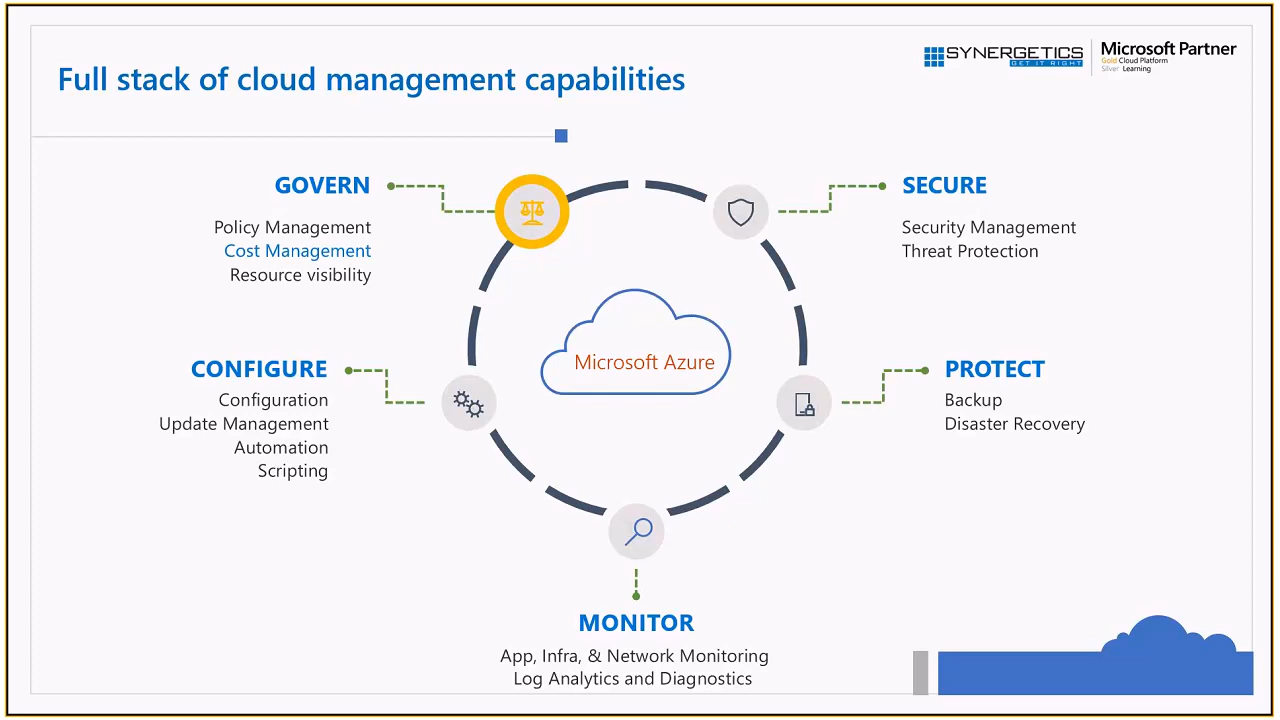 Full stack of cloud management capabilities
SYNERGETICS
GET IT RIGHT
Microsoft Partner
Gold Cloud Platform
Silver Learning
GOVERN
Policy Management
Cost Management
Resource visibility
SECURE
Security Management
Threat Protection
Microsoft Azure
CONFIGURE
Configuration
Update Management
Automation
Scripting
PROTECT
Backup
Disaster Recovery
MONITOR
App, Infra, & Network Monitoring
Log Analytics and Diagnostics